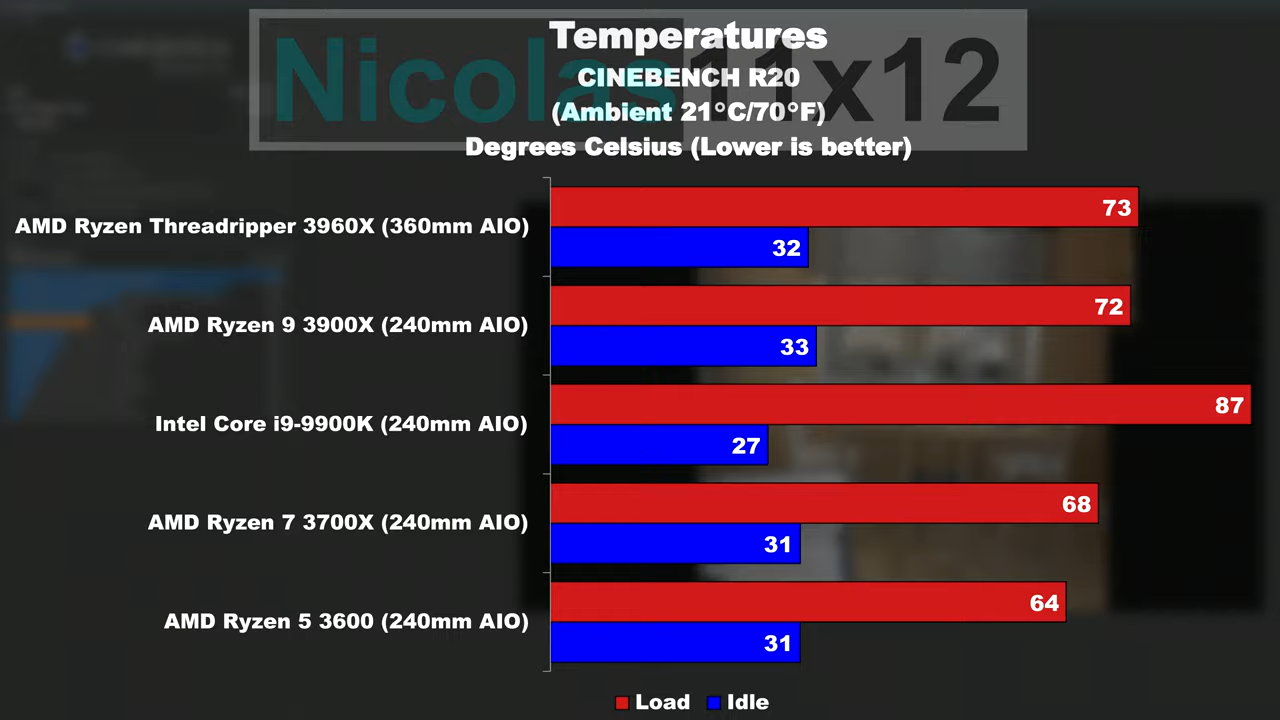 Nicolas11x12
Temperatures
CINEBENCH R20
(Ambient 21°C/70°F)
Degrees Celsius (Lower is better)
AMD Ryzen Threadripper 3960X (360mm AIO)
73
32
AMD Ryzen 9 3900X (240mm AIO)
72
33
Intel Core i9-9900K (240mm AIO)
87
27
AMD Ryzen 7 3700X (240mm AIO)
68
31
AMD Ryzen 5 3600 (240mm AIO)
64
31
Load Idle